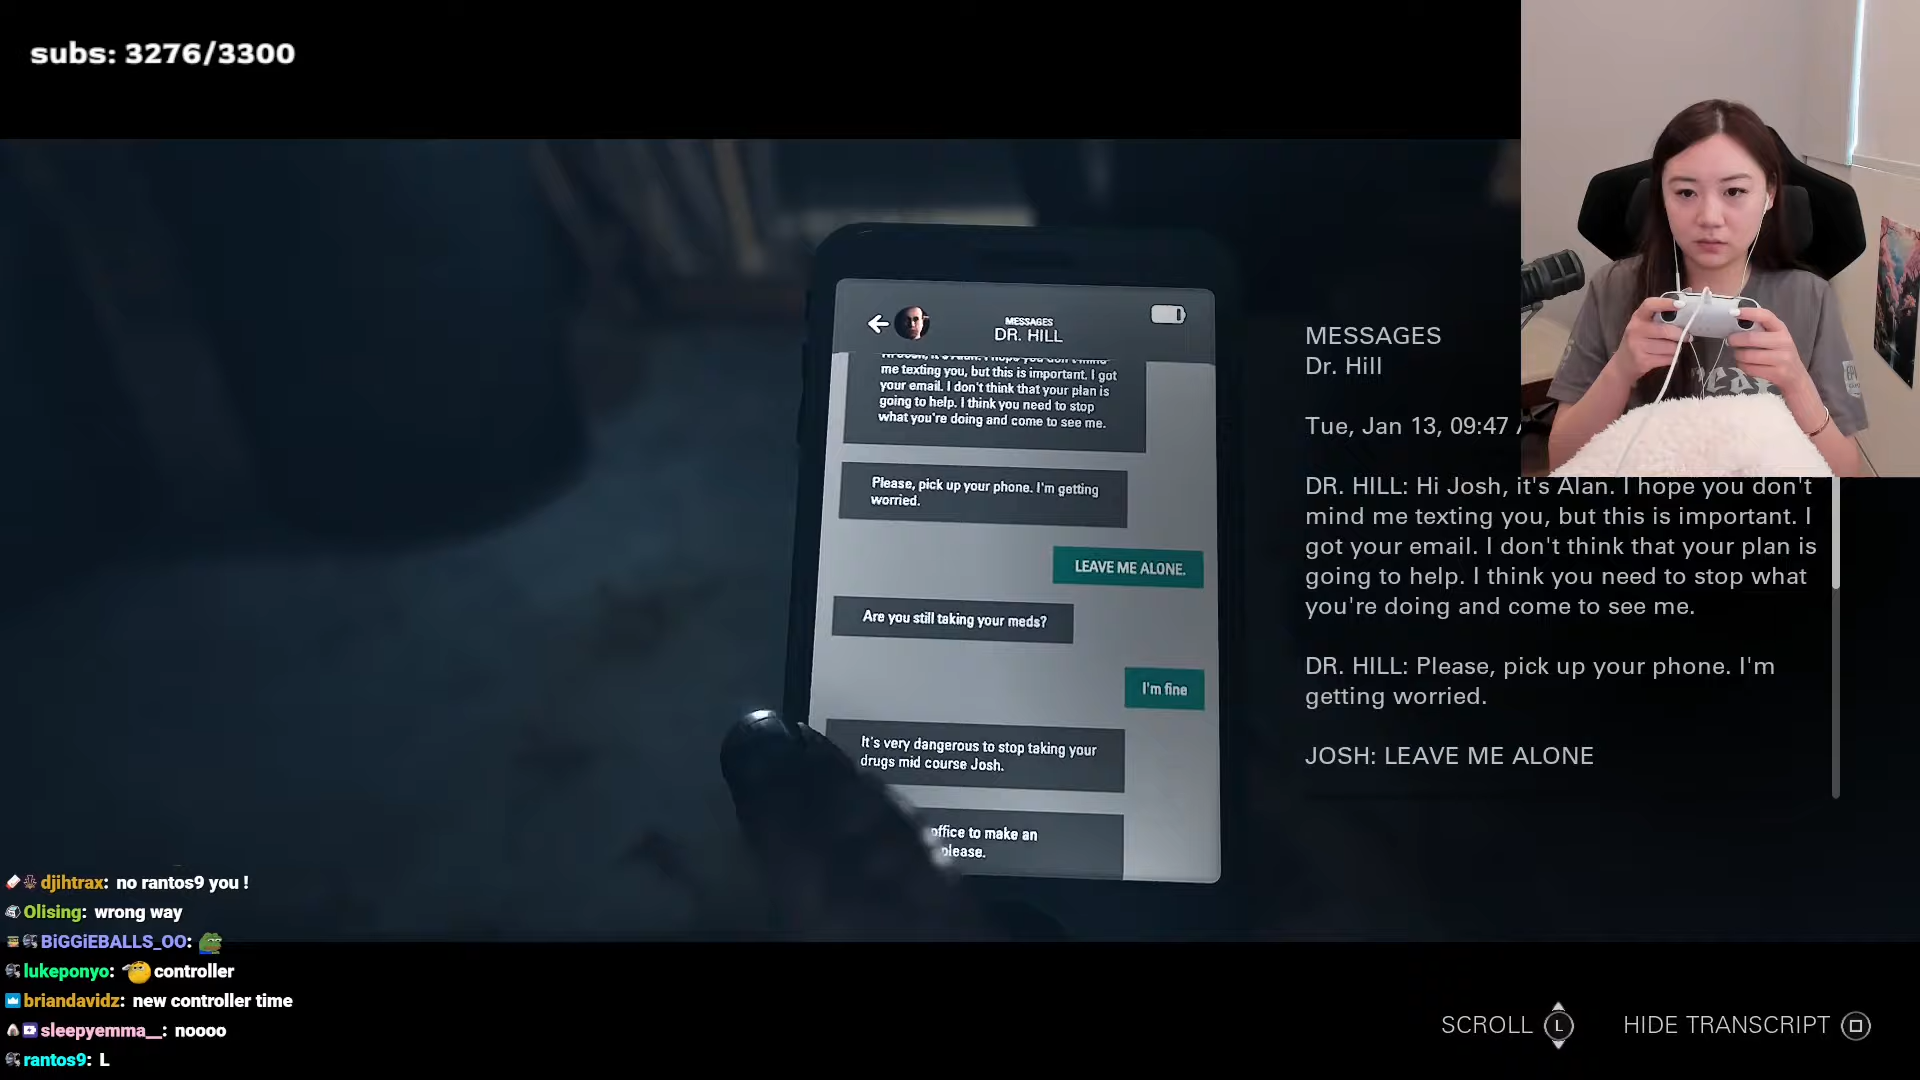 subs: 3276/3300
MESSAGES
DR. HILL
Hi Josh, it's Alan. I hope you don't mind
me texting you, but this is important. I got
your email. I don't think that your plan is
going to help. I think you need to stop
what you're doing and come to see me.
Please, pick up your phone. I'm getting
worried.
LEAVE ME ALONE.
Are you still taking your meds?
I'm fine
It's very dangerous to stop taking your
drugs mid course Josh.
office to make an
please.
MESSAGES
Dr. Hill
Tue, Jan 13, 09:47
DR. HILL: Hi Josh, it's Alan. I hope you don't
mind me texting you, but this is important. I
got your email. I don't think that your plan is
going to help. I think you need to stop what
you're doing and come to see me.
DR. HILL: Please, pick up your phone. I'm
getting worried.
JOSH: LEAVE ME ALONE
djihtrax: no rantos9 you !
Olising: wrong way
BiGGiEBALLS_OO:
lukeponyo: controller
briandavidz: new controller time
sleepyemma__: noooo
rantos9: L
SCROLL L
HIDE TRANSCRIPT